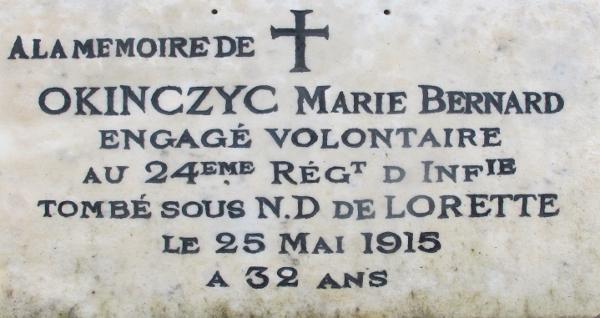 A LA MEMOIRE DE
OKINCZYC MARIE BERNARD
ENGAGÉ VOLONTAIRE
AU 24EME RÉGT D INFIE
TOMBÉ SOUS N.D DE LORETTE
LE 25 MAI 1915
A 32 ANS